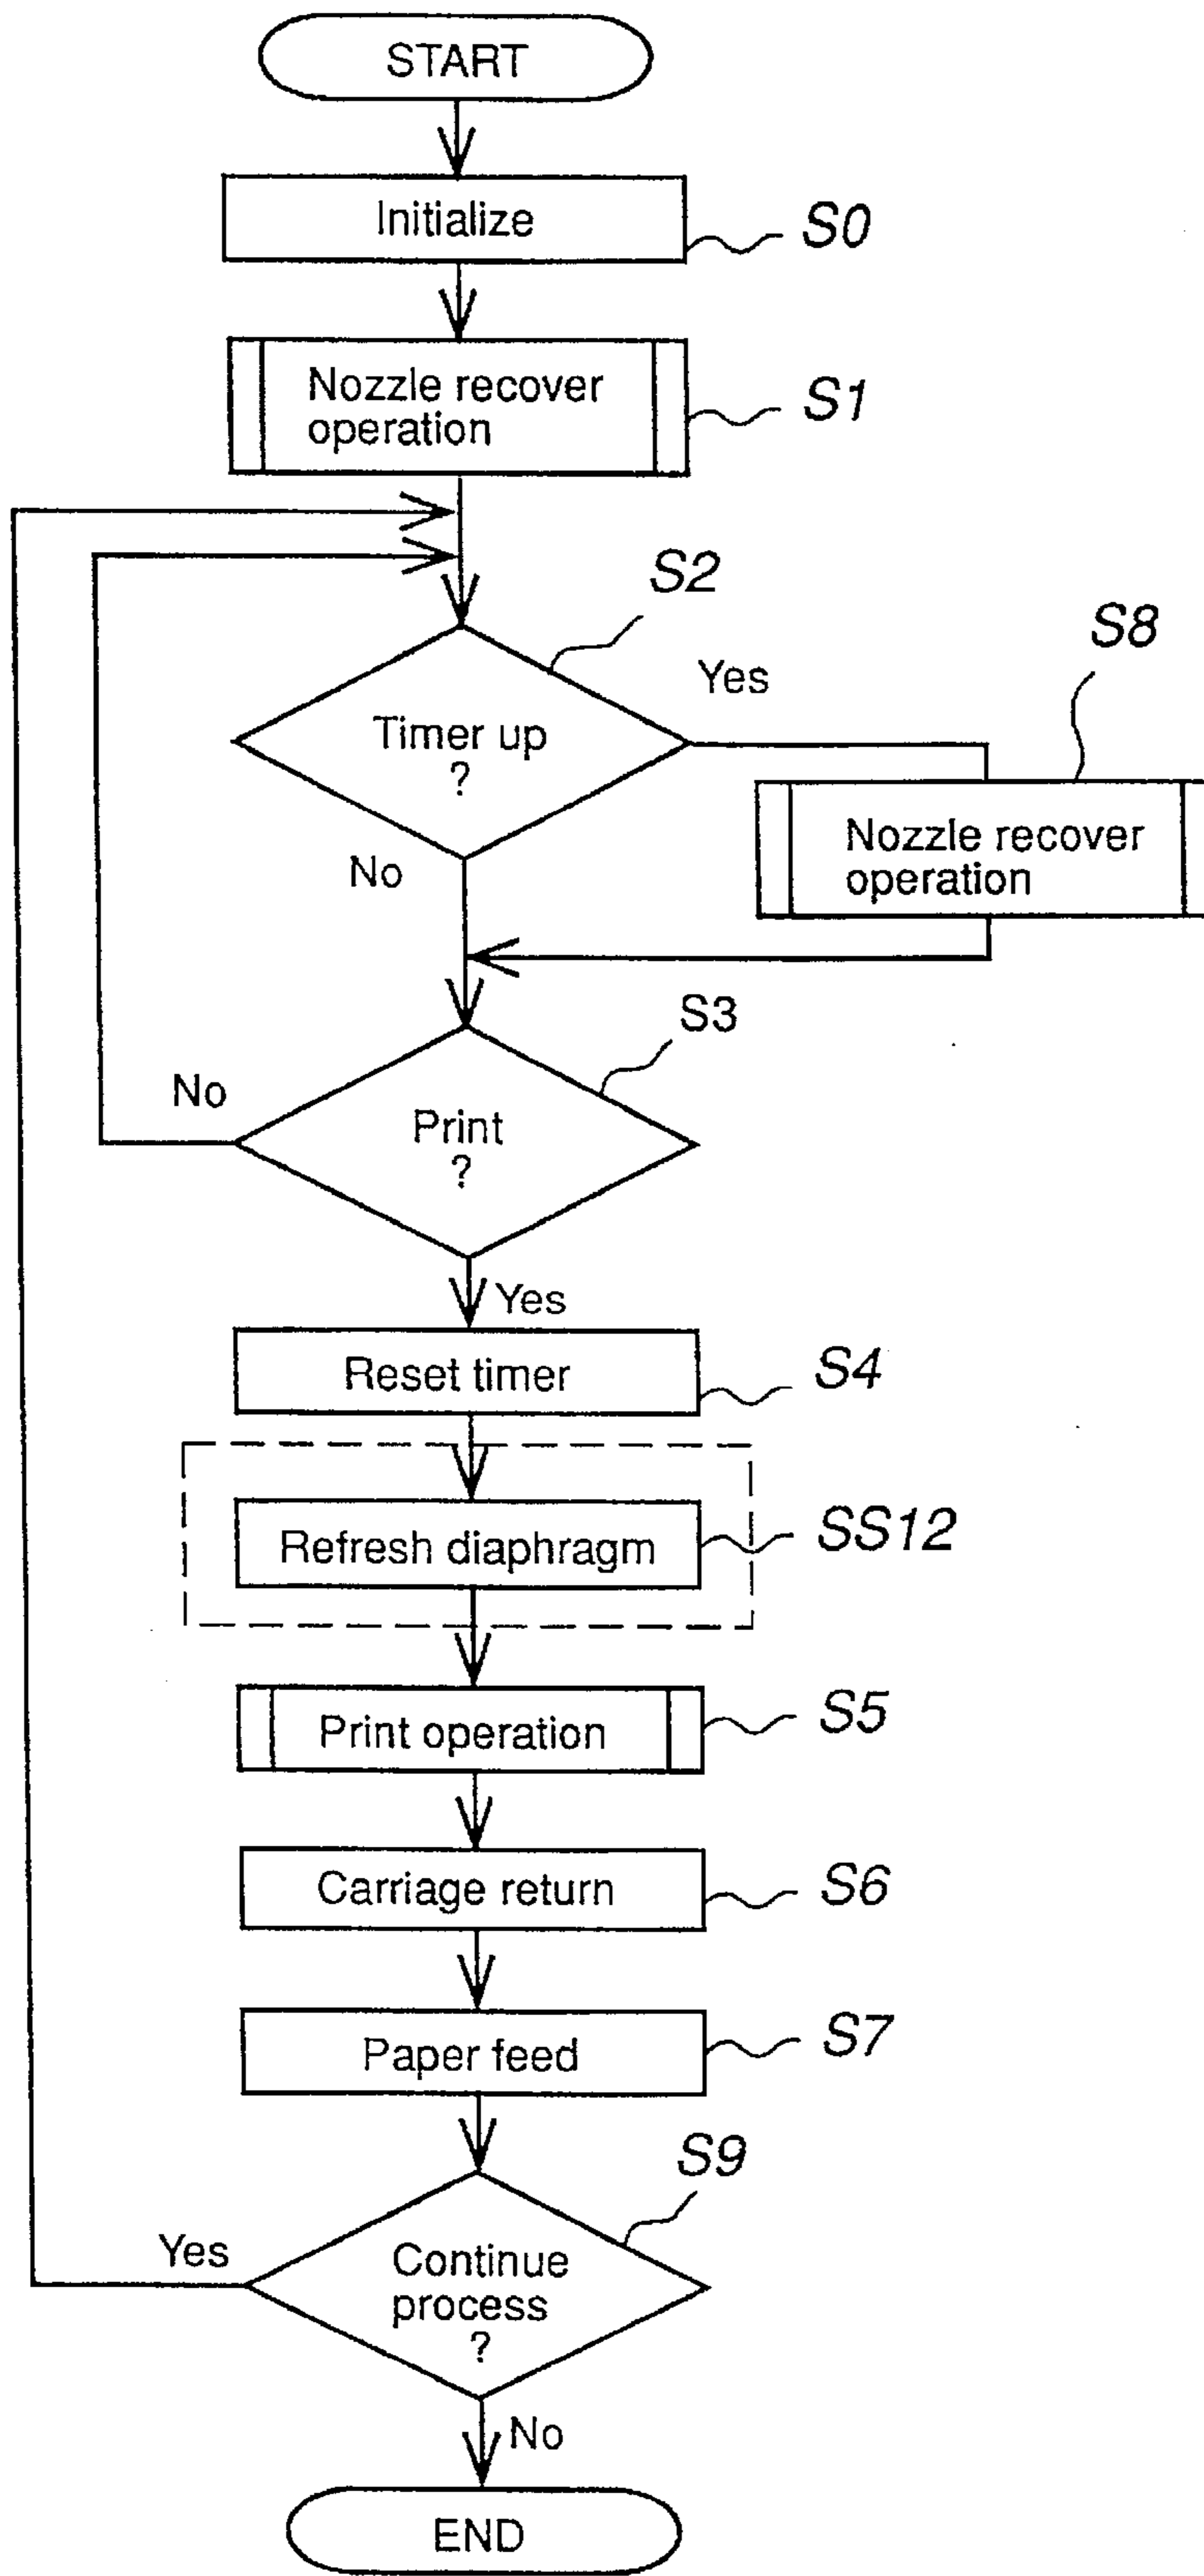 START
Initialize
S0
Nozzle recover
operation
S1
S2
Timer up
?
Yes
No
S8
Nozzle recover
operation
S3
Print
?
No
Yes
Reset timer
S4
Refresh diaphragm
SS12
Print operation
S5
Carriage return
S6
Paper feed
S7
S9
Continue
process
?
Yes
No
END